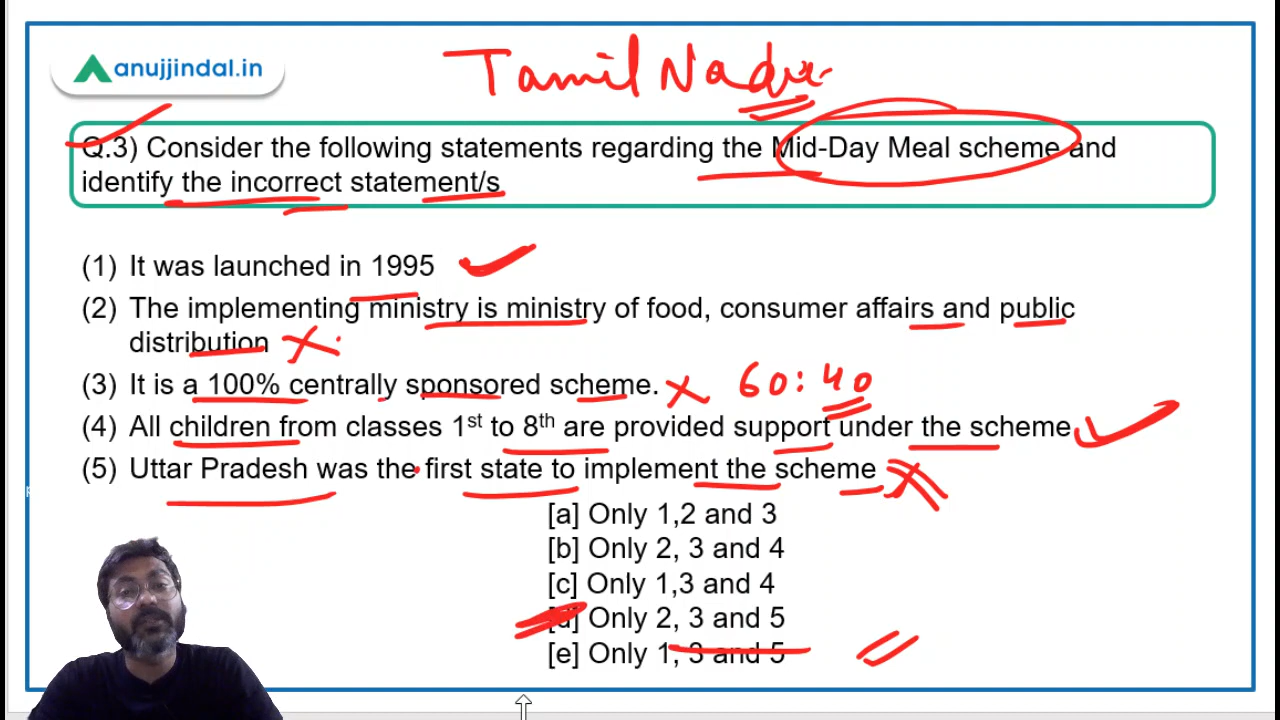 anujjindal.in
Tamil Nadu
Q.3) Consider the following statements regarding the Mid-Day Meal scheme and
identify the incorrect statement/s
(1) It was launched in 1995
(2) The implementing ministry is ministry of food, consumer affairs and public
distribution
(3) It is a 100% centrally sponsored scheme. 60:40
(4) All children from classes 1st to 8th are provided support under the scheme
(5) Uttar Pradesh was the first state to implement the scheme
[a] Only 1,2 and 3
[b] Only 2, 3 and 4
[c] Only 1,3 and 4
[d] Only 2, 3 and 5
[e] Only 1, 3 and 5